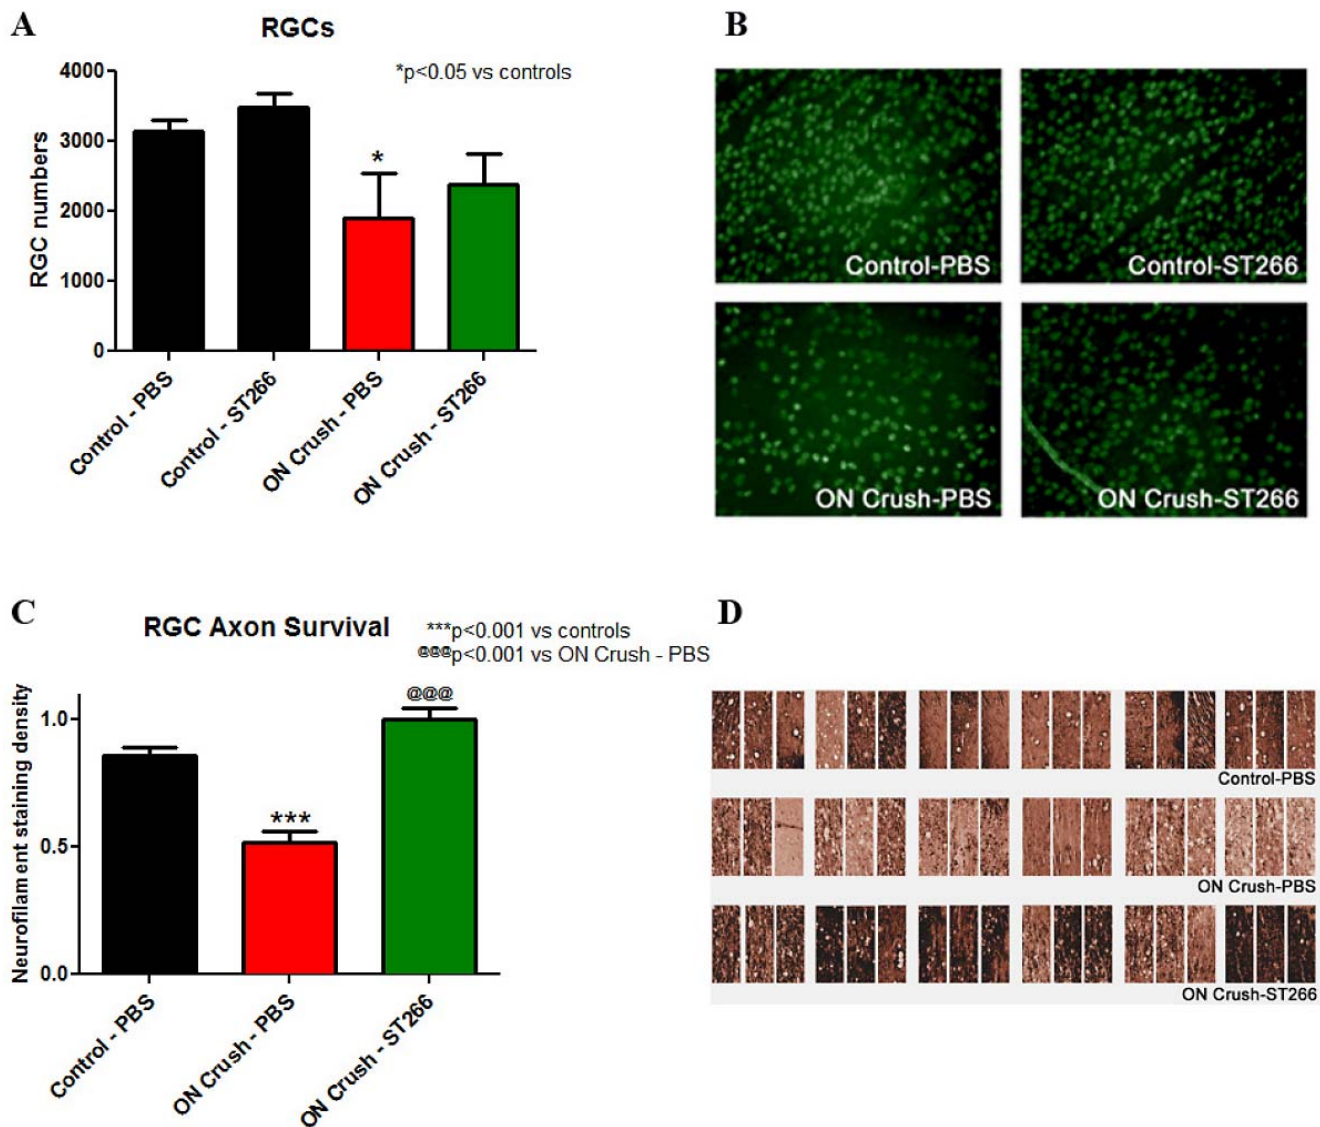 A
RGCs
*p<0.05 vs controls
RGC numbers
4000
3000
2000
1000
0
*
Control - PBS
Control - ST266
ON Crush - PBS
ON Crush - ST266
B
Control-PBS
Control-ST266
ON Crush-PBS
ON Crush-ST266
C
RGC Axon Survival
***p<0.001 vs controls
@@@p<0.001 vs ON Crush - PBS
Neurofilament staining density
1.0
0.5
0.0
***
@@@
Control - PBS
ON Crush - PBS
ON Crush - ST266
D
Control-PBS
ON Crush-PBS
ON Crush-ST266